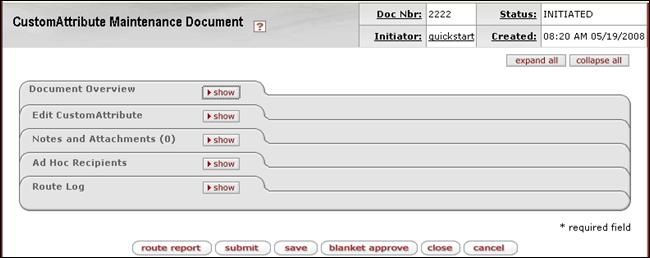 CustomAttribute Maintenance Document ?
Doc Nbr: 2222 Status: INITIATED
Initiator: quickstart Created: 08:20 AM 05/19/2008
expand all collapse all
Document Overview show
Edit CustomAttribute show
Notes and Attachments (0) show
Ad Hoc Recipients show
Route Log show
* required field
route report submit save blanket approve close cancel